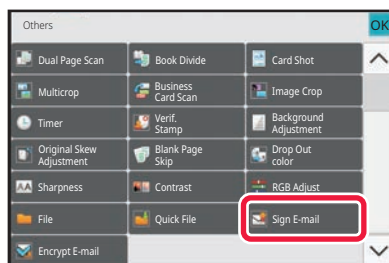 Others
OK
Dual Page Scan
Book Divide
Card Shot
Multicrop
Business
Card Scan
Image Crop
Timer
Verif.
Stamp
Background
Adjustment
Original Skew
Adjustment
Blank Page
Skip
Drop Out
color
AA
Sharpness
Contrast
RGB Adjust
File
Quick File
Sign E-mail
Encrypt E-mail